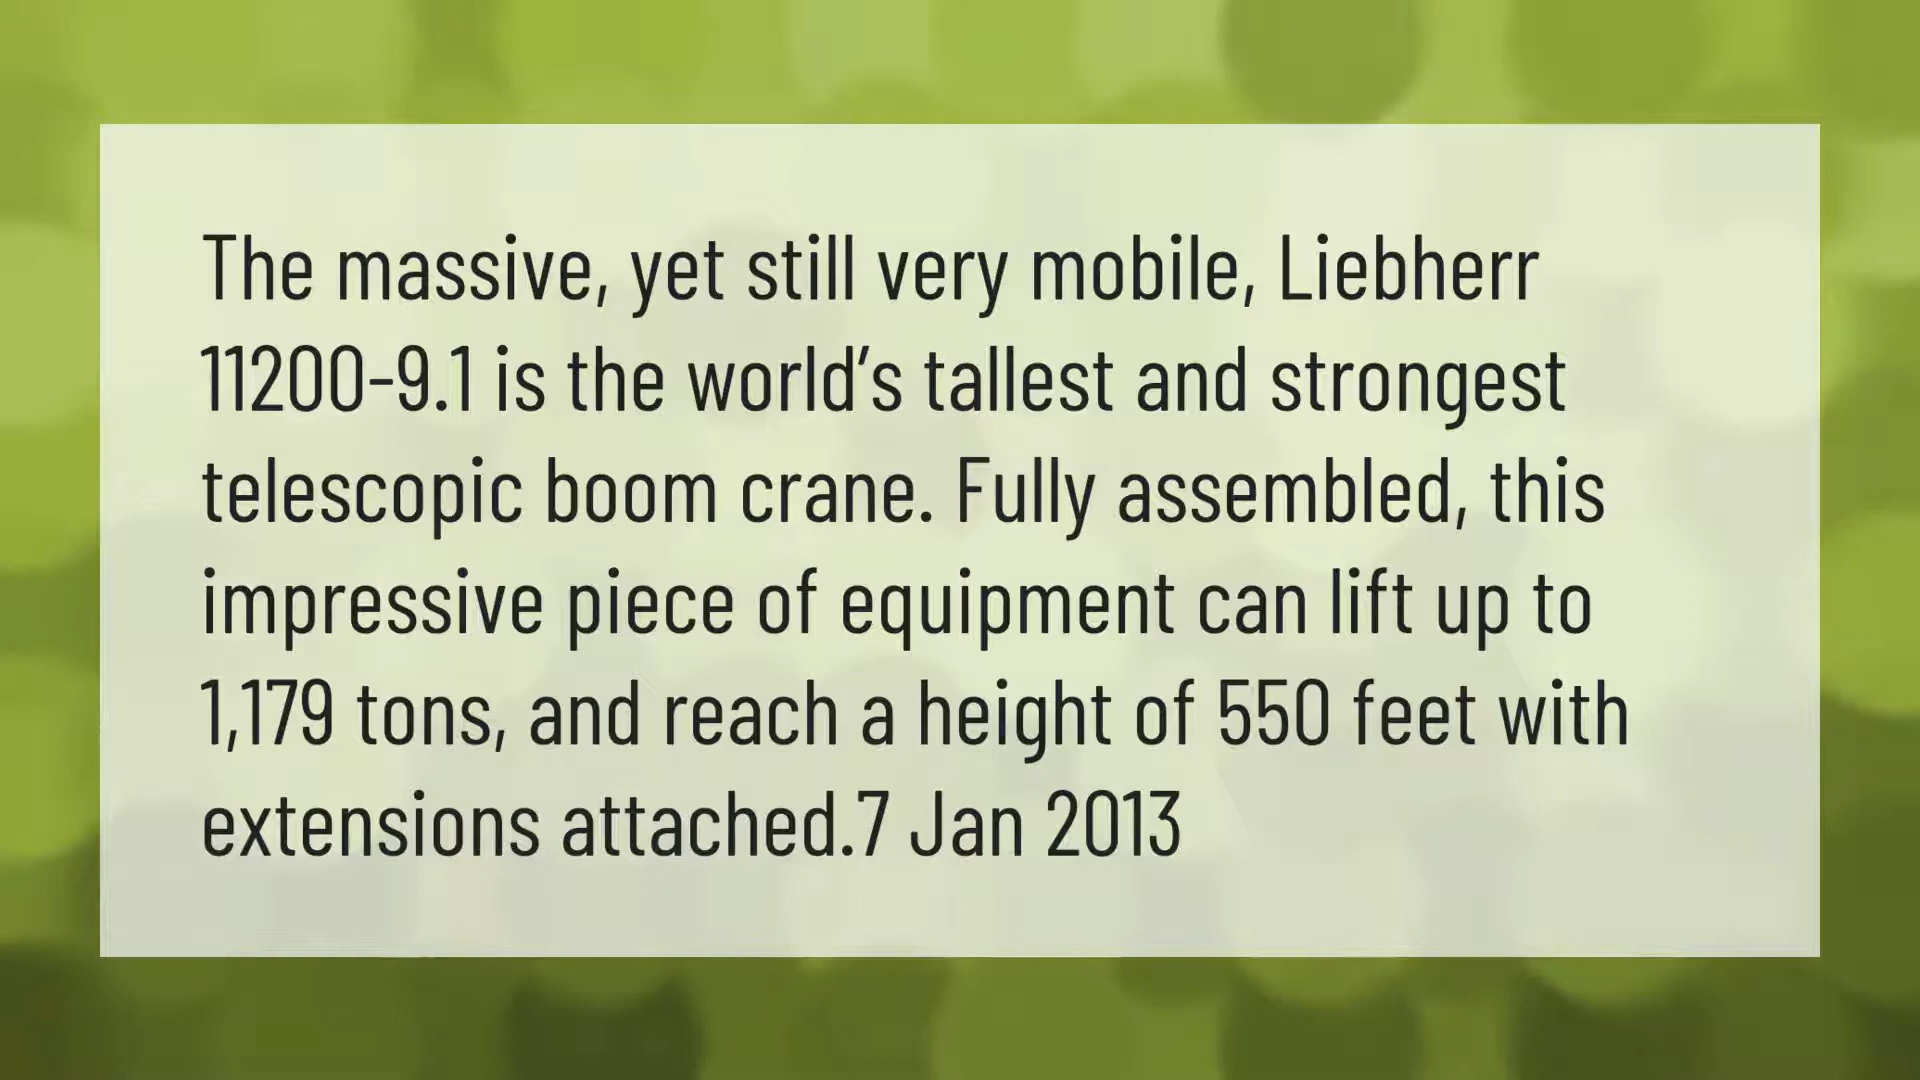 The massive, yet still very mobile, Liebherr
11200-9.1 is the world’s tallest and strongest
telescopic boom crane. Fully assembled, this
impressive piece of equipment can lift up to
1,179 tons, and reach a height of 550 feet with
extensions attached.7 Jan 2013